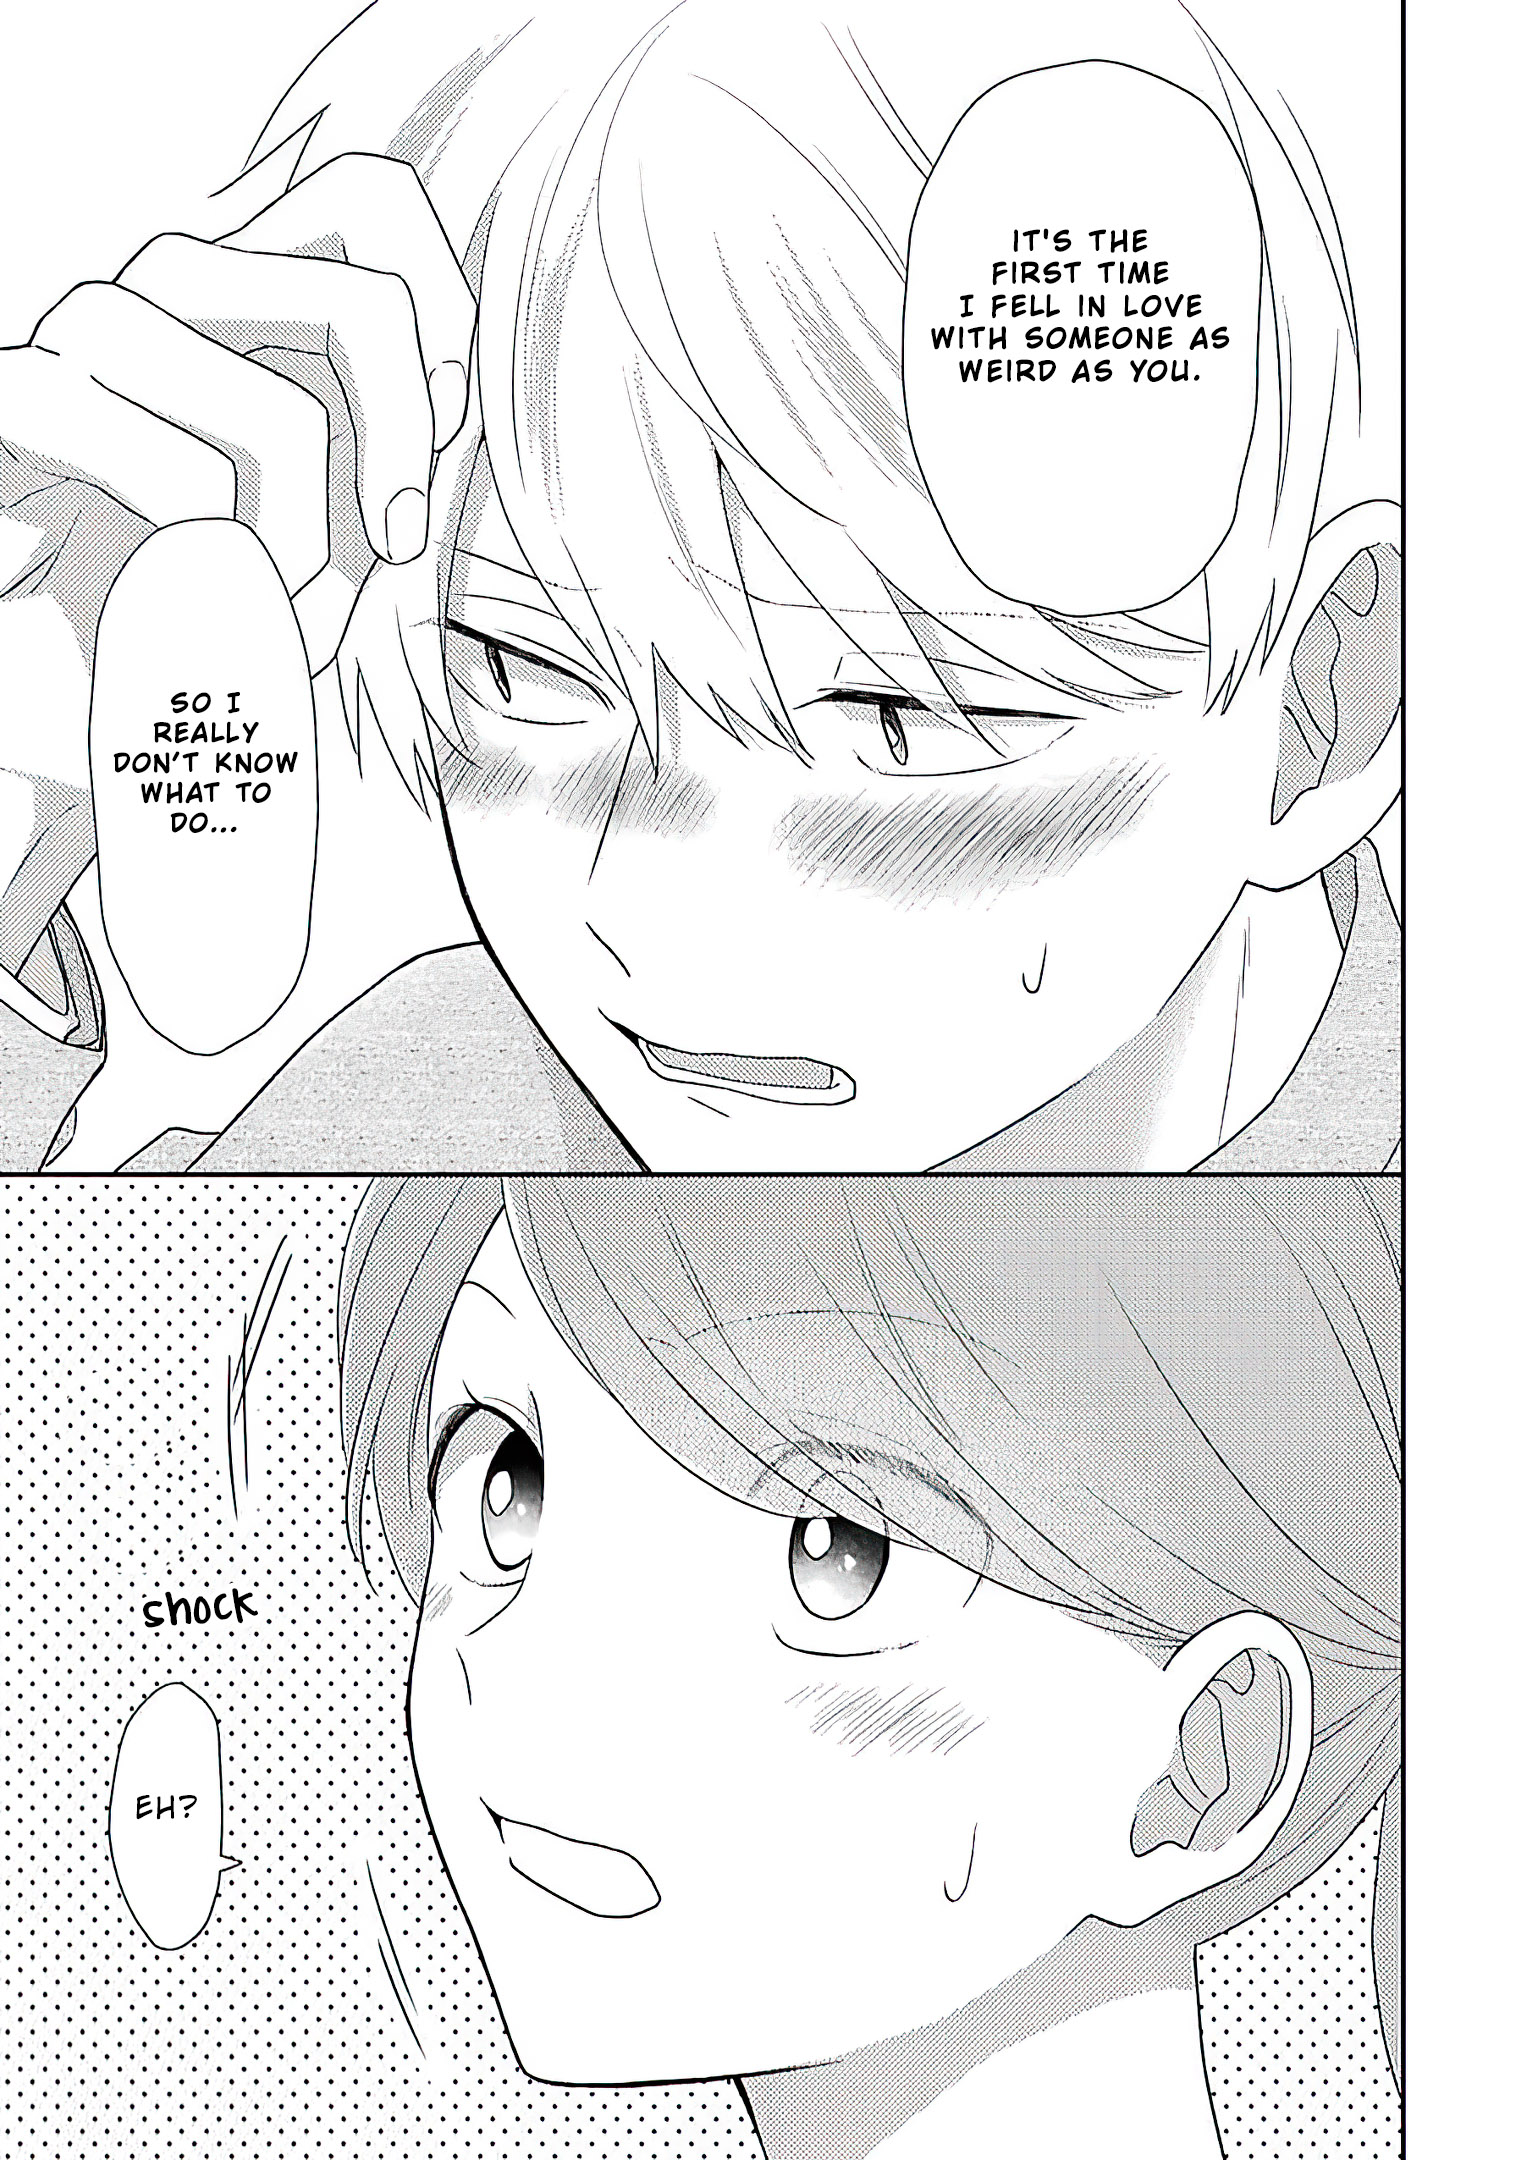 IT'S THE
FIRST TIME
I FELL IN LOVE
WITH SOMEONE AS
WEIRD AS YOU.
SO I
REALLY
DON'T KNOW
WHAT TO
DO...
shock
EH?